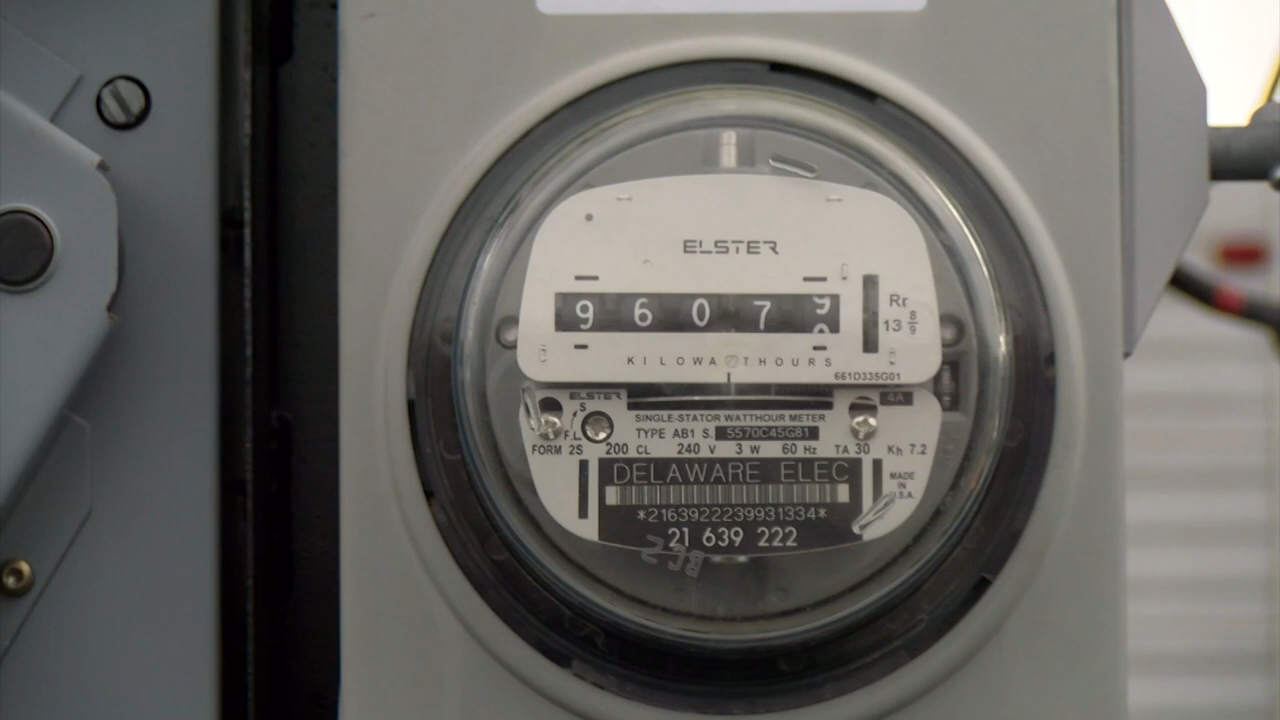 ELSTER
9 6 0 7 9
KILOWATTHOURS
Rr
13 8/9
661D335G01
ELSTER
4A
S
F.L.
SINGLE-STATOR WATTHOUR METER
TYPE AB1 S. 5570C45G81
FORM 2S 200 CL 240 V 3 W 60 Hz TA 30 Kh 7.2
DELAWARE ELEC
MADE
IN
U.S.A.
*2163922239931334*
21 639 222